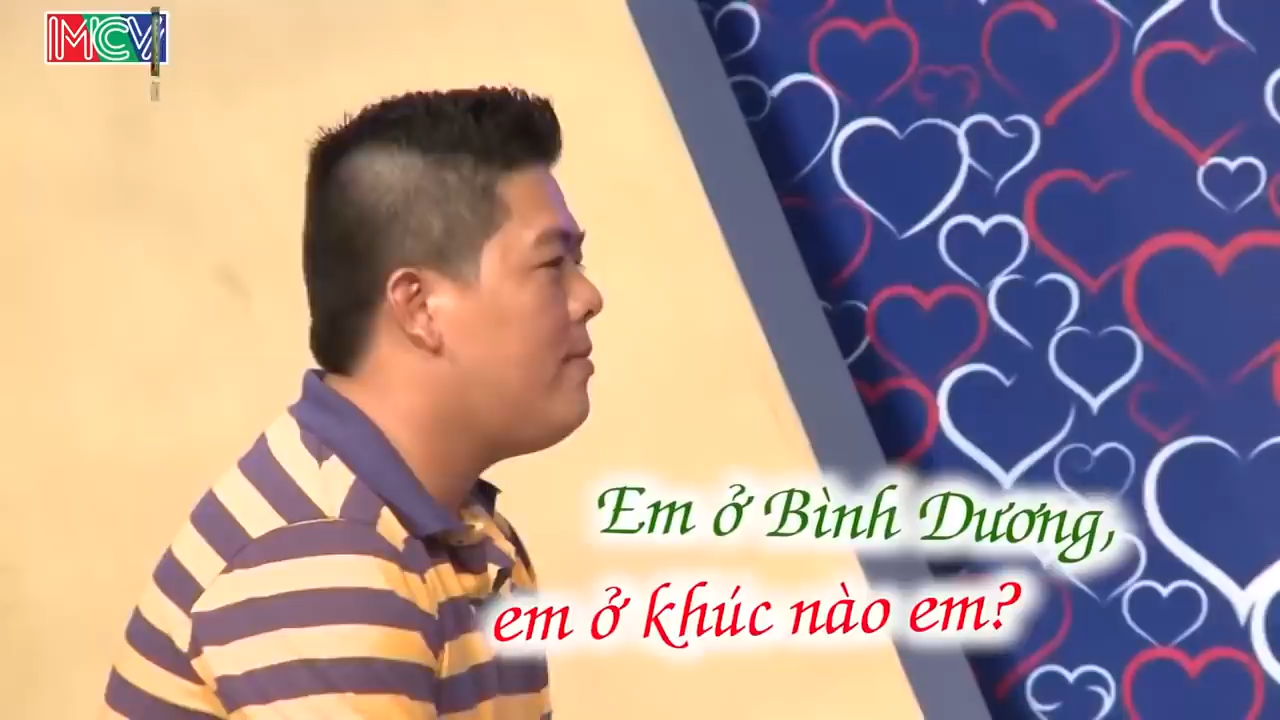 MCV
Em ở Bình Dương,
em ở khúc nào em?